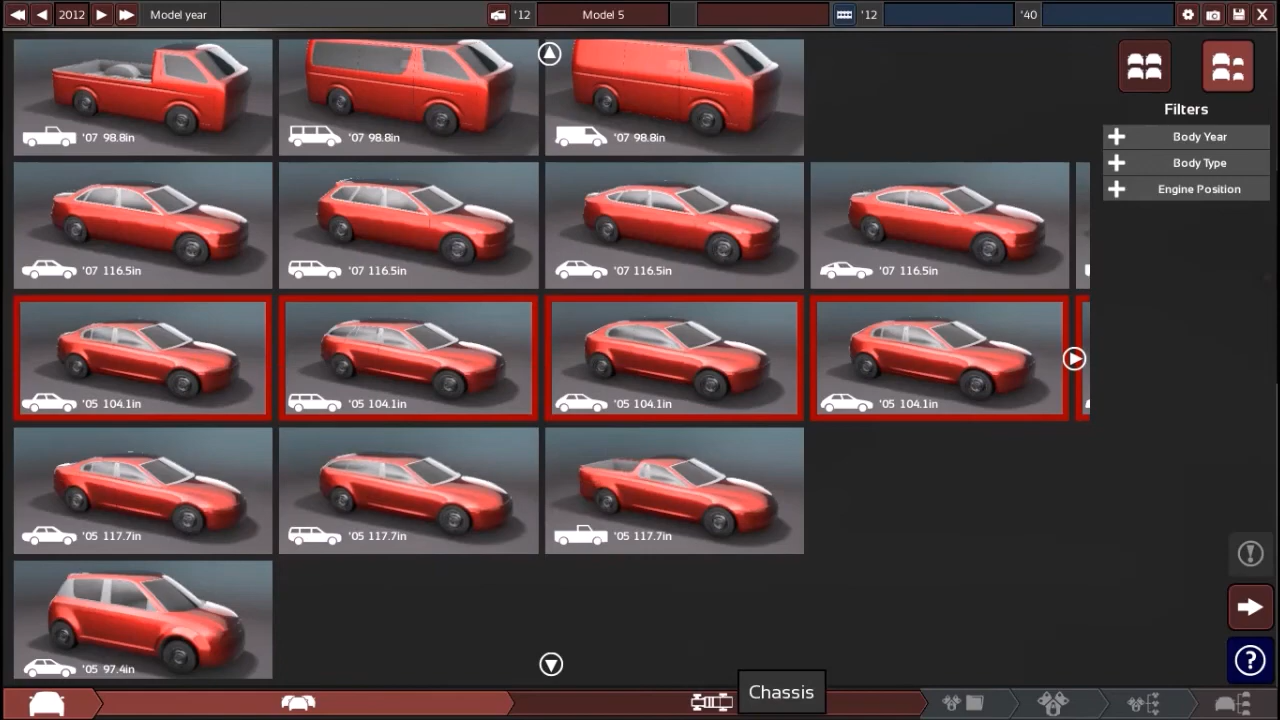 2012 Model year '12 Model 5 '12 '40
'07 98.8in '07 98.8in '07 98.8in
Filters
Body Year
Body Type
Engine Position
'07 116.5in '07 116.5in '07 116.5in '07 116.5in
'05 104.1in '05 104.1in '05 104.1in '05 104.1in
'05 117.7in '05 117.7in '05 117.7in
'05 97.4in
Chassis